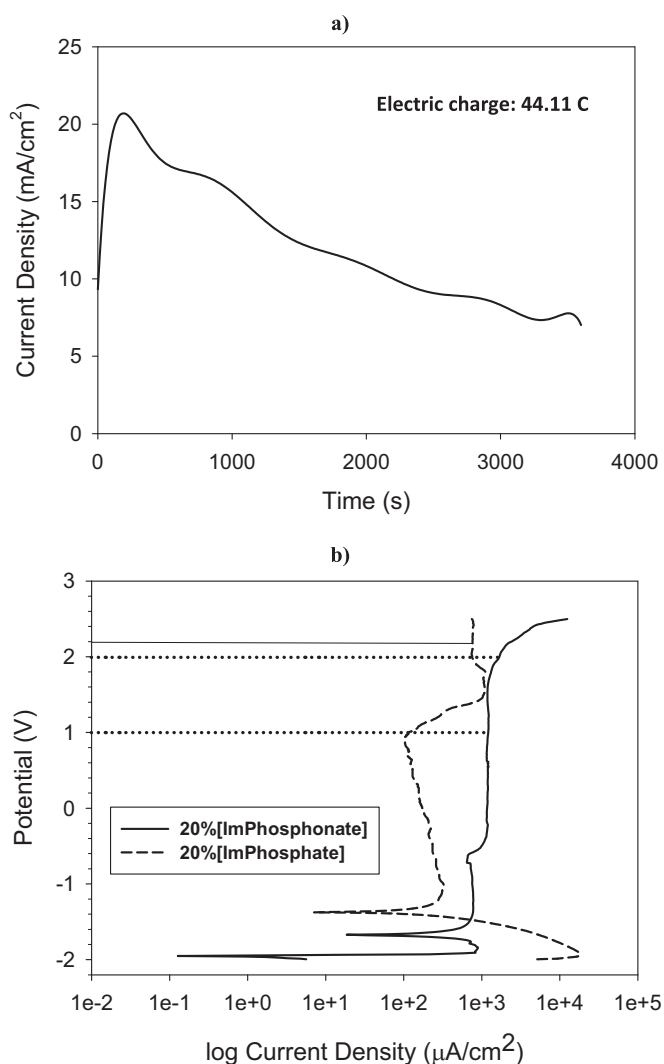 a)
25
Electric charge: 44.11 C
20
15
10
5
0
Current Density (mA/cm²)
0 1000 2000 3000 4000
Time (s)
b)
3
2
1
0
-1
-2
Potential (V)
20%[ImPhosphonate]
20%[ImPhosphate]
1e-2 1e-1 1e+0 1e+1 1e+2 1e+3 1e+4 1e+5
log Current Density (μA/cm²)